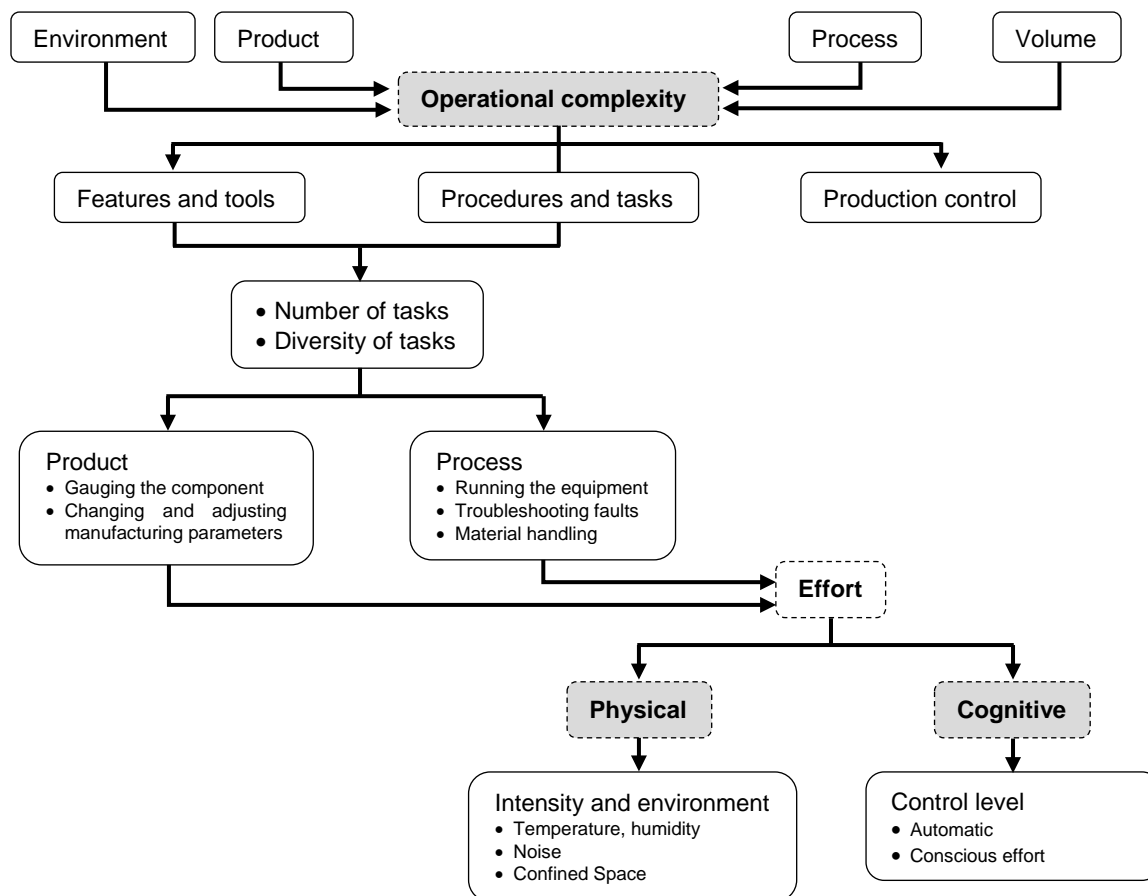 Environment
Product
Process
Volume
Operational complexity
Features and tools
Procedures and tasks
Production control
• Number of tasks
• Diversity of tasks
Product
• Gauging the component
• Changing and adjusting
manufacturing parameters
Process
• Running the equipment
• Troubleshooting faults
• Material handling
Effort
Physical
Cognitive
Intensity and environment
• Temperature, humidity
• Noise
• Confined Space
Control level
• Automatic
• Conscious effort